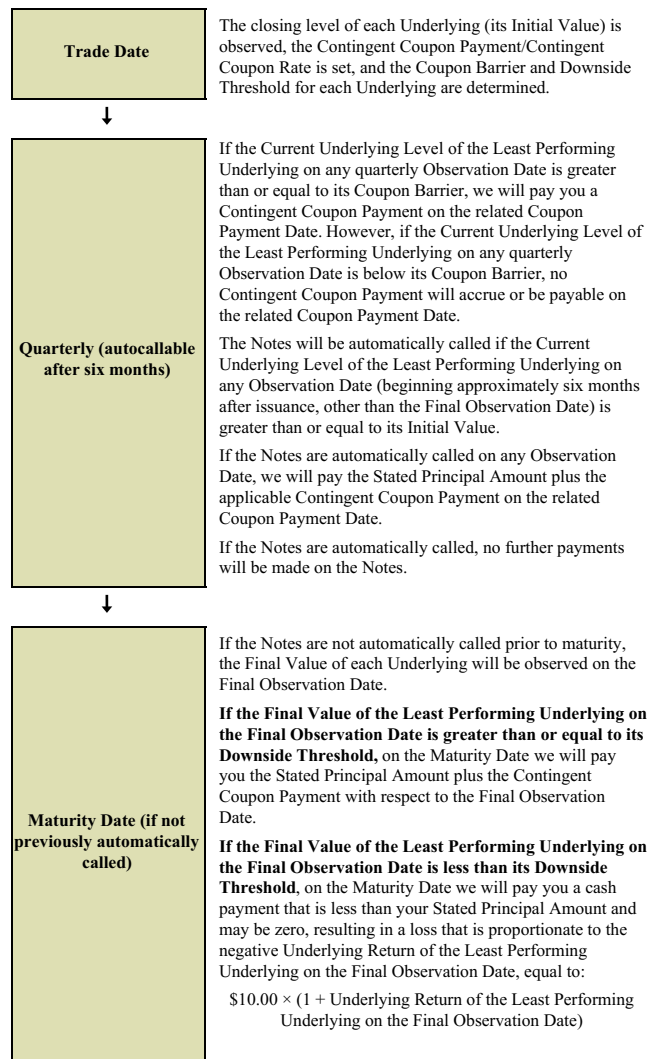 Trade Date
The closing level of each Underlying (its Initial Value) is
observed, the Contingent Coupon Payment/Contingent
Coupon Rate is set, and the Coupon Barrier and Downside
Threshold for each Underlying are determined.
Quarterly (autocallable
after six months)
If the Current Underlying Level of the Least Performing
Underlying on any quarterly Observation Date is greater
than or equal to its Coupon Barrier, we will pay you a
Contingent Coupon Payment on the related Coupon
Payment Date. However, if the Current Underlying Level of
the Least Performing Underlying on any quarterly
Observation Date is below its Coupon Barrier, no
Contingent Coupon Payment will accrue or be payable on
the related Coupon Payment Date.
The Notes will be automatically called if the Current
Underlying Level of the Least Performing Underlying on
any Observation Date (beginning approximately six months
after issuance, other than the Final Observation Date) is
greater than or equal to its Initial Value.
If the Notes are automatically called on any Observation
Date, we will pay the Stated Principal Amount plus the
applicable Contingent Coupon Payment on the related
Coupon Payment Date.
If the Notes are automatically called, no further payments
will be made on the Notes.
Maturity Date (if not
previously automatically
called)
If the Notes are not automatically called prior to maturity,
the Final Value of each Underlying will be observed on the
Final Observation Date.
If the Final Value of the Least Performing Underlying on
the Final Observation Date is greater than or equal to its
Downside Threshold, on the Maturity Date we will pay
you the Stated Principal Amount plus the Contingent
Coupon Payment with respect to the Final Observation
Date.
If the Final Value of the Least Performing Underlying on
the Final Observation Date is less than its Downside
Threshold, on the Maturity Date we will pay you a cash
payment that is less than your Stated Principal Amount and
may be zero, resulting in a loss that is proportionate to the
negative Underlying Return of the Least Performing
Underlying on the Final Observation Date, equal to:
$10.00 × (1 + Underlying Return of the Least Performing
Underlying on the Final Observation Date)